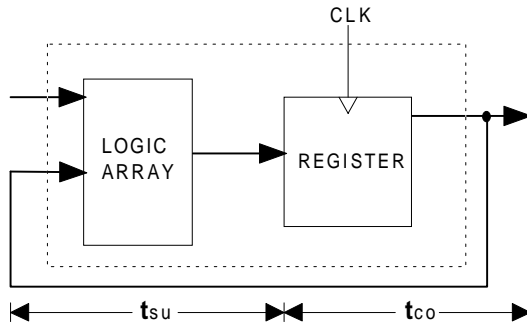 CLK
LOGIC
ARRAY
REGISTER
tsu
tco